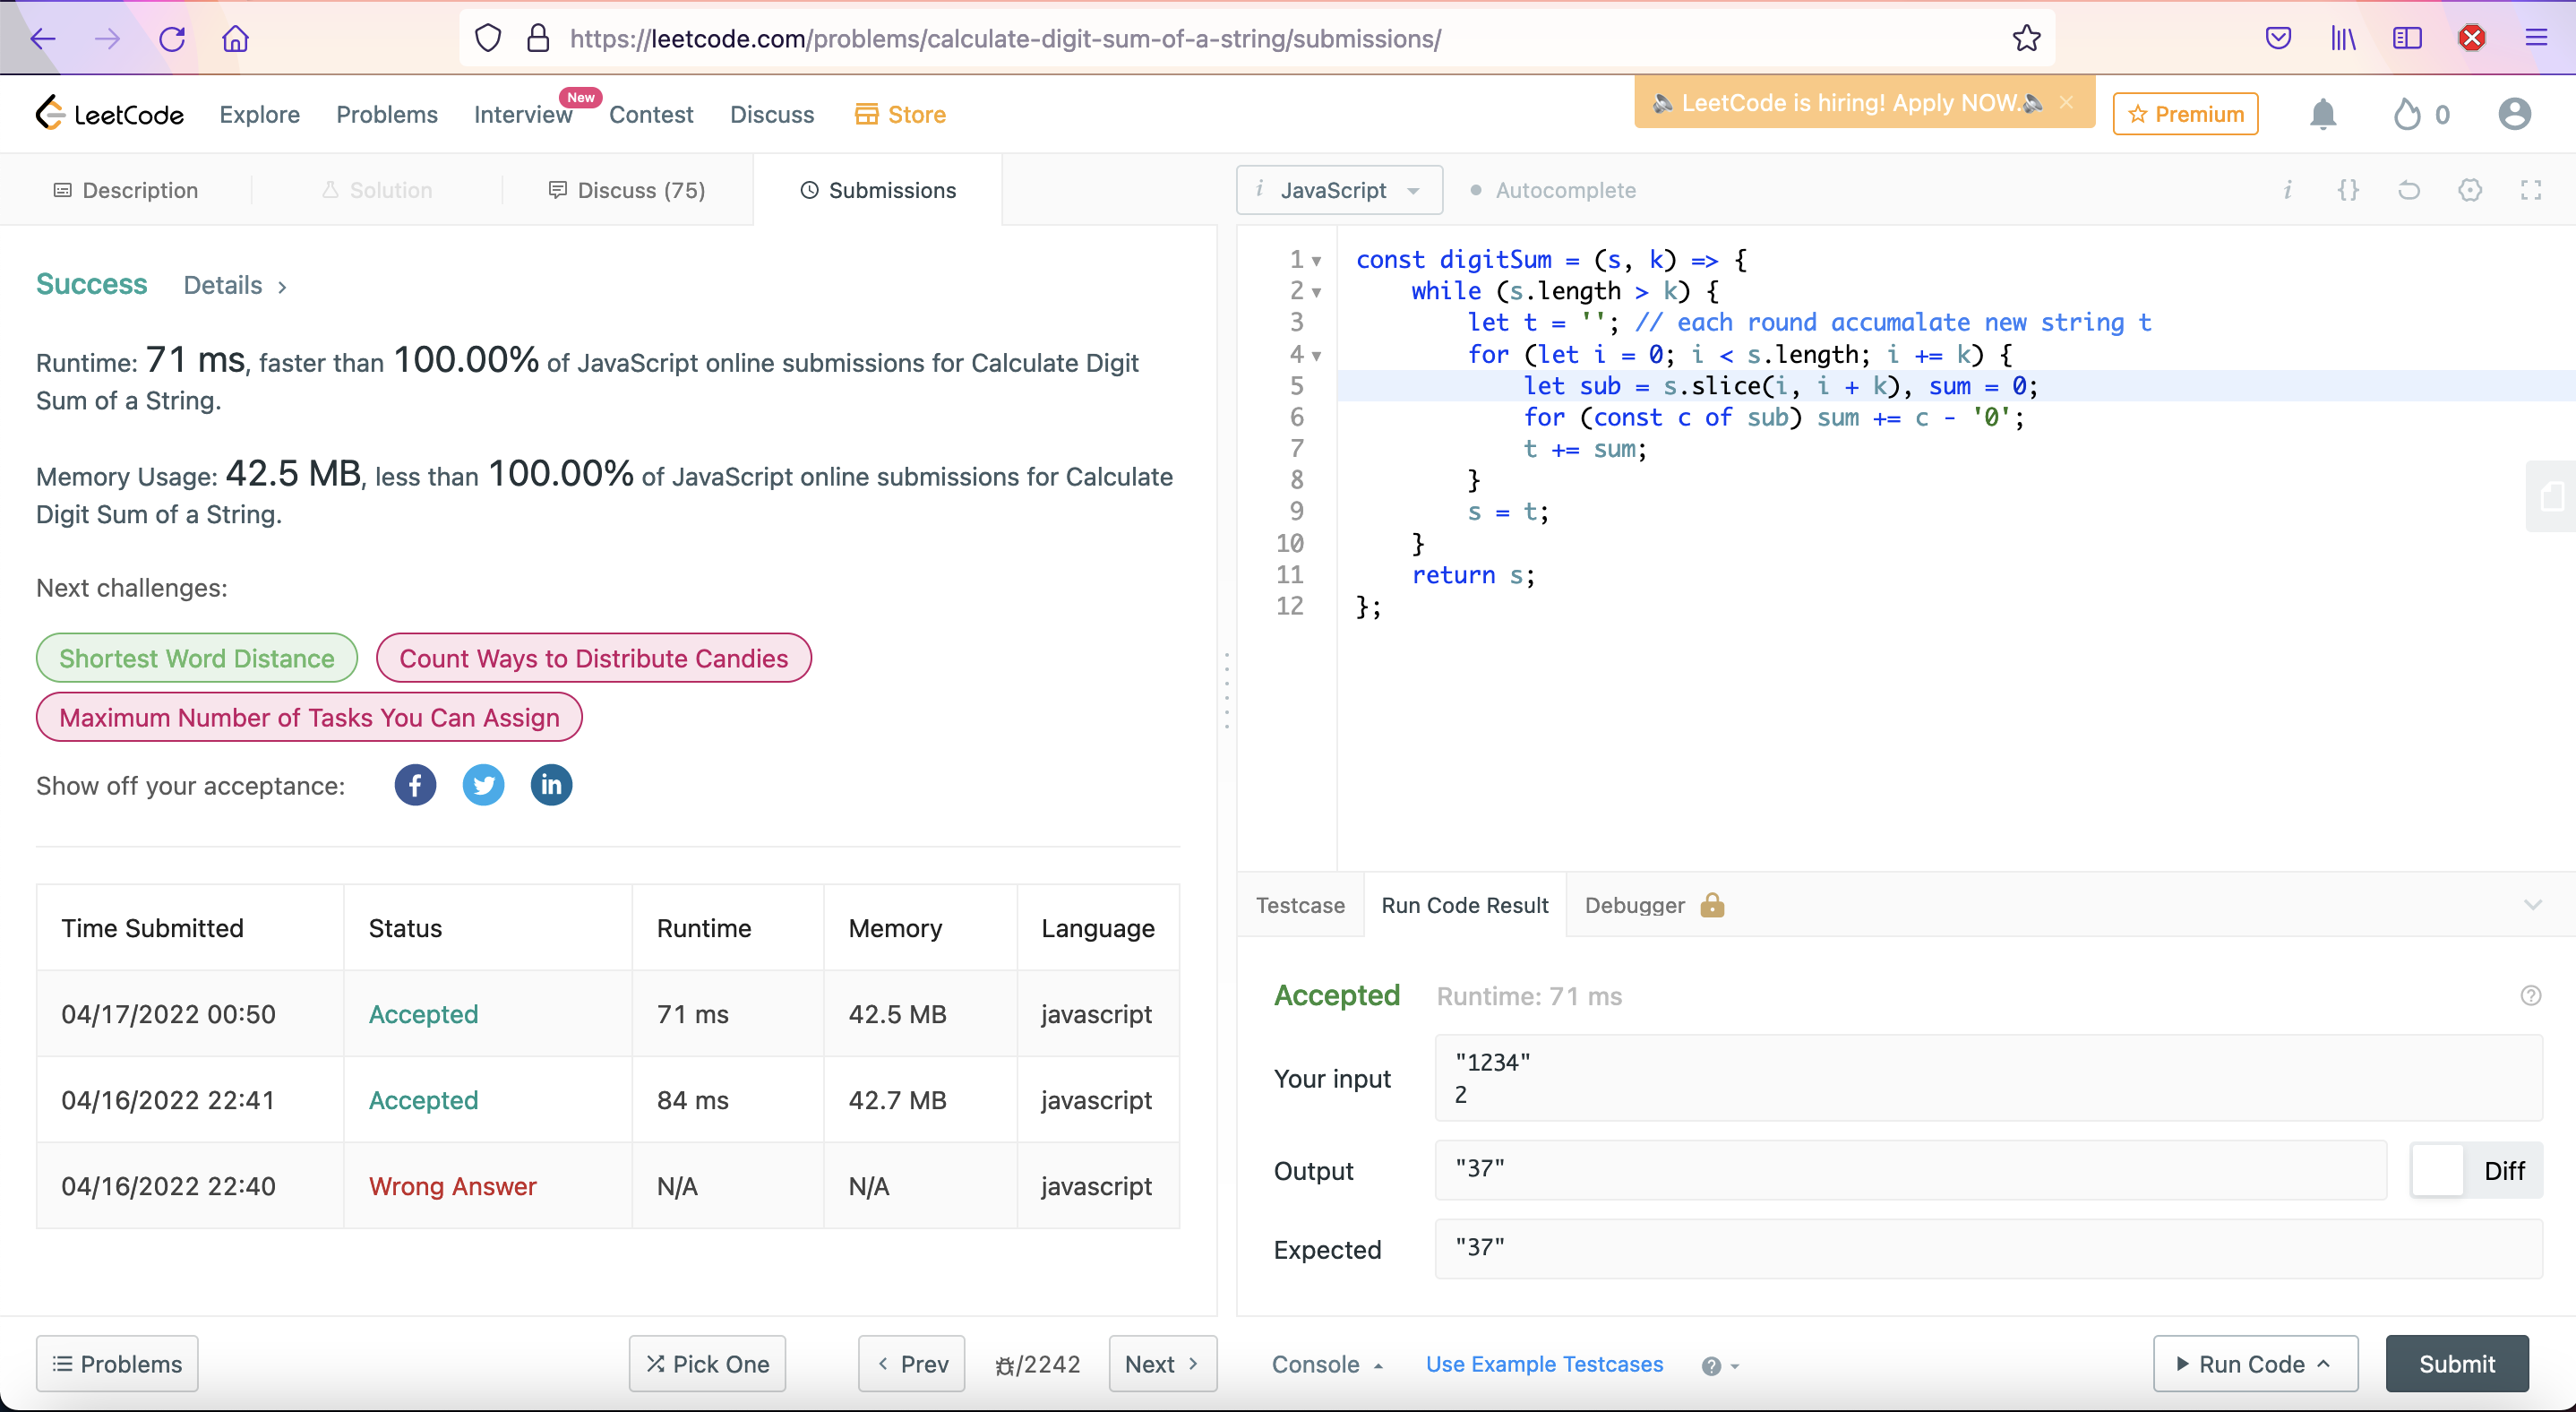 https://leetcode.com/problems/calculate-digit-sum-of-a-string/submissions/
LeetCode Explore Problems Interview New Contest Discuss Store
LeetCode is hiring! Apply NOW.
Premium 0
Description Solution Discuss (75) Submissions
i JavaScript Autocomplete
Success Details
Runtime: 71 ms, faster than 100.00% of JavaScript online submissions for Calculate Digit
Sum of a String.
Memory Usage: 42.5 MB, less than 100.00% of JavaScript online submissions for Calculate
Digit Sum of a String.
Next challenges:
Shortest Word Distance Count Ways to Distribute Candies
Maximum Number of Tasks You Can Assign
Show off your acceptance:
Time Submitted Status Runtime Memory Language
04/17/2022 00:50 Accepted 71 ms 42.5 MB javascript
04/16/2022 22:41 Accepted 84 ms 42.7 MB javascript
04/16/2022 22:40 Wrong Answer N/A N/A javascript
Problems Pick One Prev /2242 Next
1 const digitSum = (s, k) => {
2 while (s.length > k) {
3 let t = ''; // each round accumalate new string t
4 for (let i = 0; i < s.length; i += k) {
5 let sub = s.slice(i, i + k), sum = 0;
6 for (const c of sub) sum += c - '0';
7 t += sum;
8 }
9 s = t;
10 }
11 return s;
12 };
Testcase Run Code Result Debugger
Accepted Runtime: 71 ms
Your input
"1234"
2
Output "37" Diff
Expected "37"
Console Use Example Testcases Run Code Submit